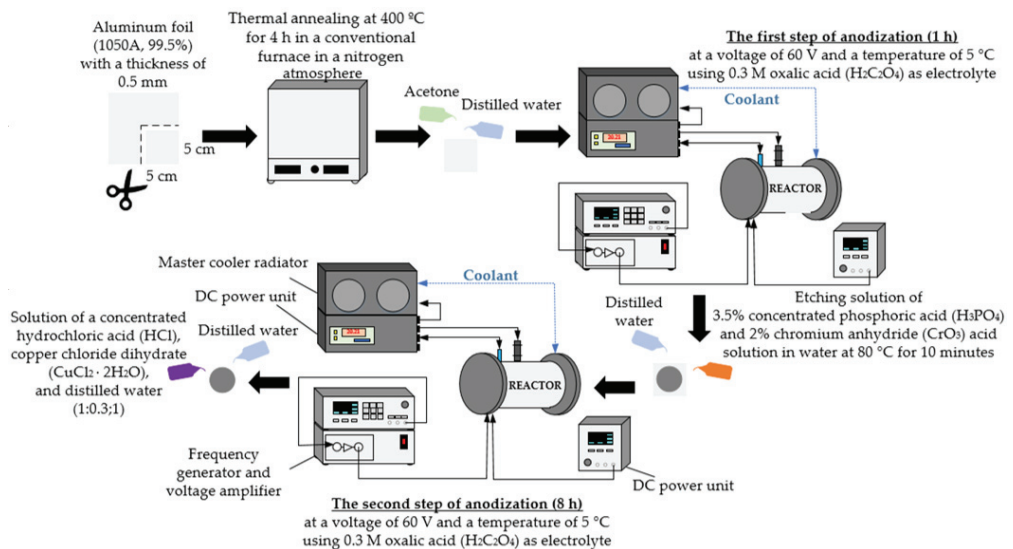 Aluminum foil
(1050A, 99.5%)
with a thickness of
0.5 mm
5 cm
5 cm
Thermal annealing at 400 ºC
for 4 h in a conventional
furnace in a nitrogen
atmosphere
Acetone
Distilled water
The first step of anodization (1 h)
at a voltage of 60 V and a temperature of 5 °C
using 0.3 M oxalic acid (H2C2O4) as electrolyte
Coolant
REACTOR
Etching solution of
3.5% concentrated phosphoric acid (H3PO4)
and 2% chromium anhydride (CrO3) acid
solution in water at 80 °C for 10 minutes
Distilled
water
Master cooler radiator
DC power unit
Coolant
REACTOR
Frequency
generator and
voltage amplifier
DC power unit
The second step of anodization (8 h)
at a voltage of 60 V and a temperature of 5 °C
using 0.3 M oxalic acid (H2C2O4) as electrolyte
Solution of a concentrated
hydrochloric acid (HCl),
copper chloride dihydrate
(CuCl2 · 2H2O),
and distilled water
(1:0.3;1)
Distilled water